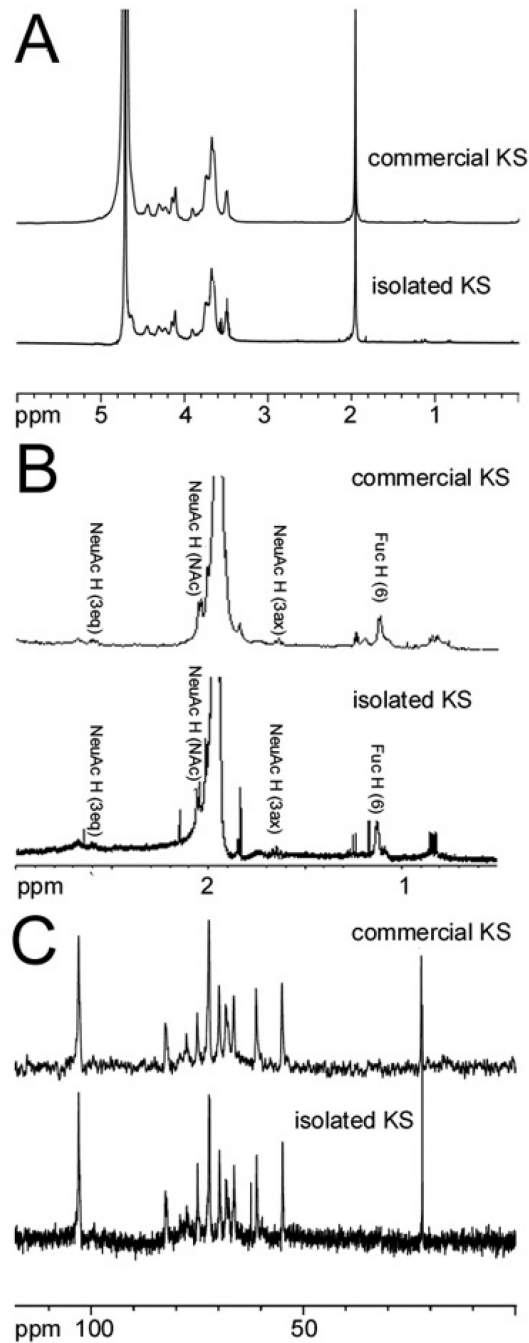 A
commercial KS
isolated KS
ppm 5 4 3 2 1
B
commercial KS
NeuAc H (3eq)
NeuAc H (NAc)
NeuAc H (3ax)
Fuc H (6)
isolated KS
NeuAc H (3eq)
NeuAc H (NAc)
NeuAc H (3ax)
Fuc H (6)
ppm ` 2 1
C
commercial KS
isolated KS
ppm 100 50